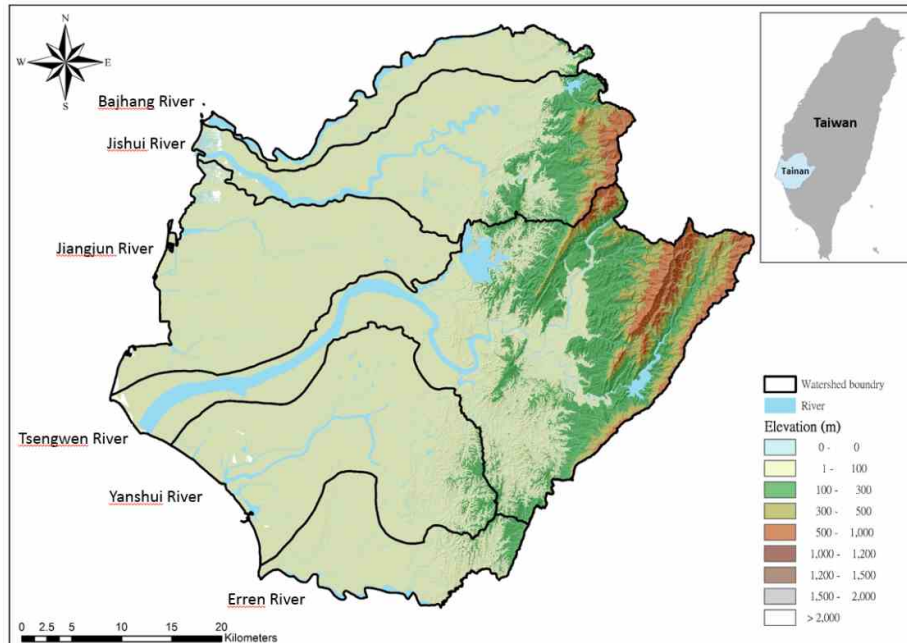 N
W
E
S
Bajhang River
Jishui River
Jiangjun River
Tsengwen River
Yanshui River
Erren River
0 2.5 5 10 15 20
Kilometers
Taiwan
Tainan
Watershed boundry
River
Elevation (m)
0 - 0
1 - 100
100 - 300
300 - 500
500 - 1,000
1,000 - 1,200
1,200 - 1,500
1,500 - 2,000
> 2,000